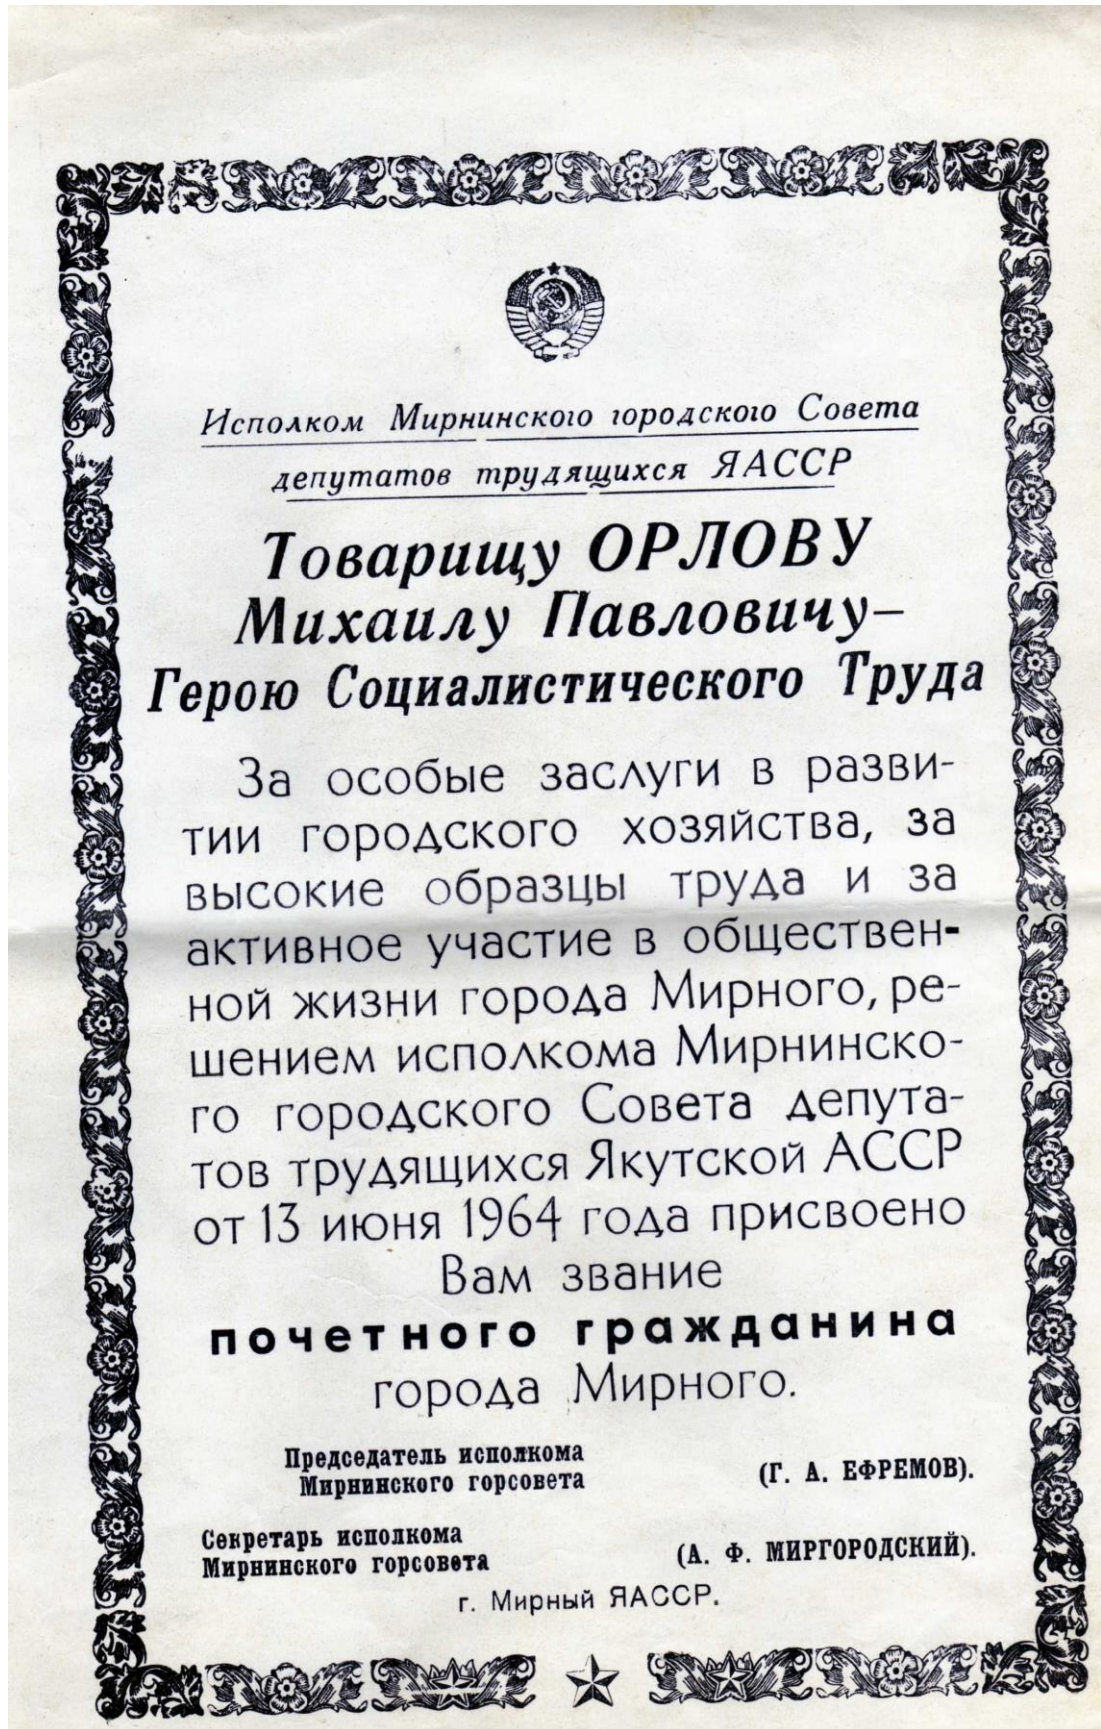 Исполком Мирнинского городского Совета
депутатов трудящихся ЯАССР
Товарищу ОРЛОВУ
Михаилу Павловичу–
Герою Социалистического Труда
За особые заслуги в разви-
тии городского хозяйства, за
высокие образцы труда и за
активное участие в обществен-
ной жизни города Мирного, ре-
шением исполкома Мирнинско-
го городского Совета депута-
тов трудящихся Якутской АССР
от 13 июня 1964 года присвоено
Вам звание
почетного гражданина
города Мирного.
Председатель исполкома
Мирнинского горсовета
(Г. А. ЕФРЕМОВ).
Секретарь исполкома
Мирнинского горсовета
(А. Ф. МИРГОРОДСКИЙ).
г. Мирный ЯАССР.